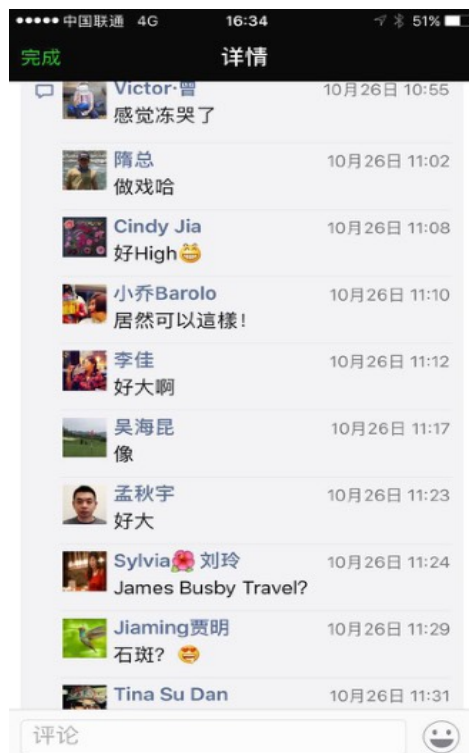 中国联通 4G 16:34 51%
完成 详情
Victor·曾 10月26日 10:55
感觉冻哭了
隋总 10月26日 11:02
做戏哈
Cindy Jia 10月26日 11:08
好High😁
小乔Barolo 10月26日 11:10
居然可以這樣!
李佳 10月26日 11:12
好大啊
吴海昆 10月26日 11:17
像
孟秋宇 10月26日 11:23
好大
Sylvia🌺 刘玲 10月26日 11:24
James Busby Travel?
Jiaming贾明 10月26日 11:29
石斑? 😍
Tina Su Dan 10月26日 11:31
评论